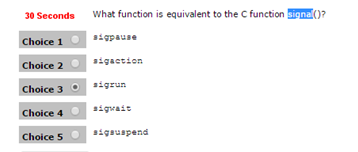 30 Seconds What function is equivalent to the C function signal()?
Choice 1 sigpause
Choice 2 sigaction
Choice 3 sigrun
Choice 4 sigwait
Choice 5 sigsuspend